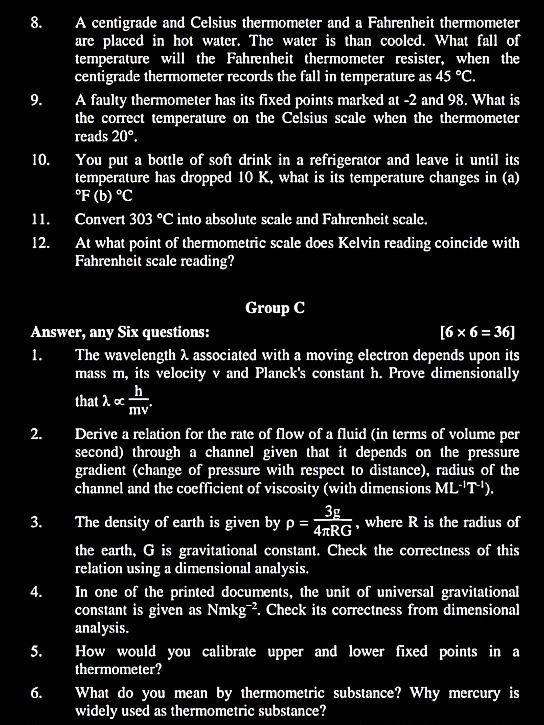 8. A centigrade and Celsius thermometer and a Fahrenheit thermometer
are placed in hot water. The water is than cooled. What fall of
temperature will the Fahrenheit thermometer resister, when the
centigrade thermometer records the fall in temperature as 45 °C.
9. A faulty thermometer has its fixed points marked at -2 and 98. What is
the correct temperature on the Celsius scale when the thermometer
reads 20°.
10. You put a bottle of soft drink in a refrigerator and leave it until its
temperature has dropped 10 K, what is its temperature changes in (a)
°F (b) °C
11. Convert 303 °C into absolute scale and Fahrenheit scale.
12. At what point of thermometric scale does Kelvin reading coincide with
Fahrenheit scale reading?
Group C
Answer, any Six questions: [6 × 6 = 36]
1. The wavelength λ associated with a moving electron depends upon its
mass m, its velocity v and Planck's constant h. Prove dimensionally
that λ ∝ h/mv.
2. Derive a relation for the rate of flow of a fluid (in terms of volume per
second) through a channel given that it depends on the pressure
gradient (change of pressure with respect to distance), radius of the
channel and the coefficient of viscosity (with dimensions ML⁻¹T⁻¹).
3. The density of earth is given by ρ = 3g/4πRG, where R is the radius of
the earth, G is gravitational constant. Check the correctness of this
relation using a dimensional analysis.
4. In one of the printed documents, the unit of universal gravitational
constant is given as Nmkg⁻². Check its correctness from dimensional
analysis.
5. How would you calibrate upper and lower fixed points in a
thermometer?
6. What do you mean by thermometric substance? Why mercury is
widely used as thermometric substance?